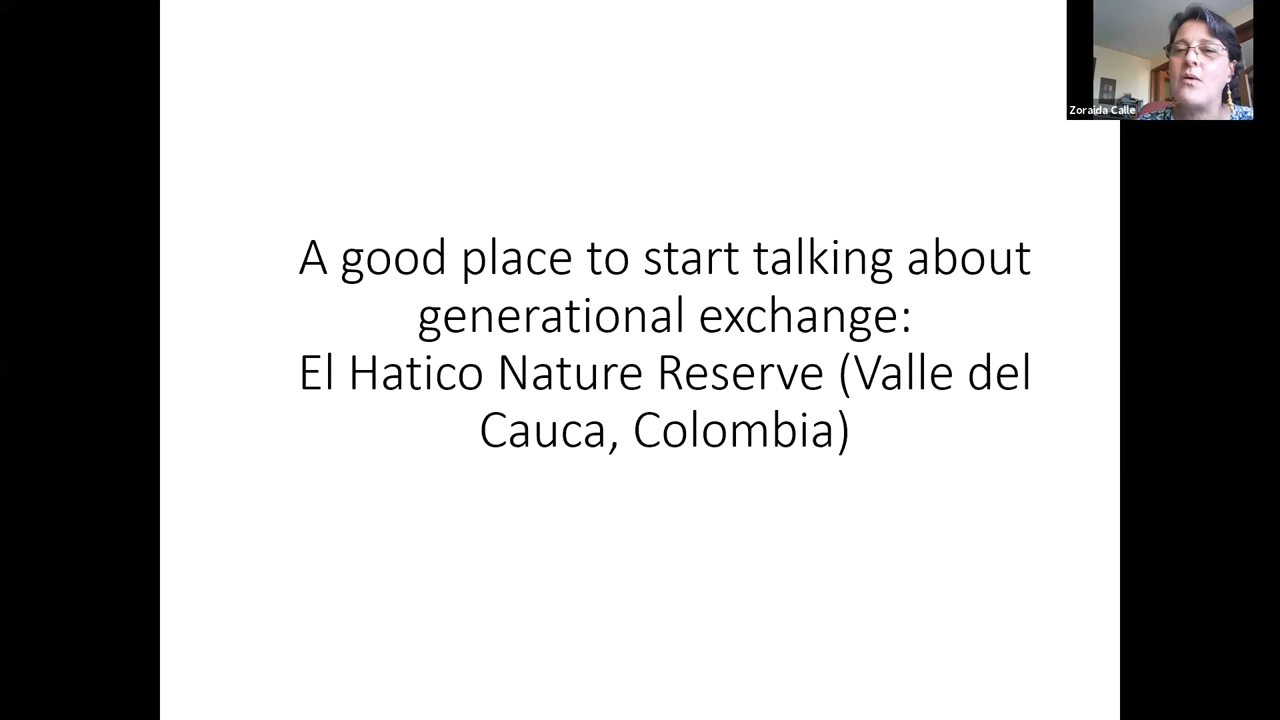 Zoraida Calle
A good place to start talking about
generational exchange:
El Hatico Nature Reserve (Valle del
Cauca, Colombia)